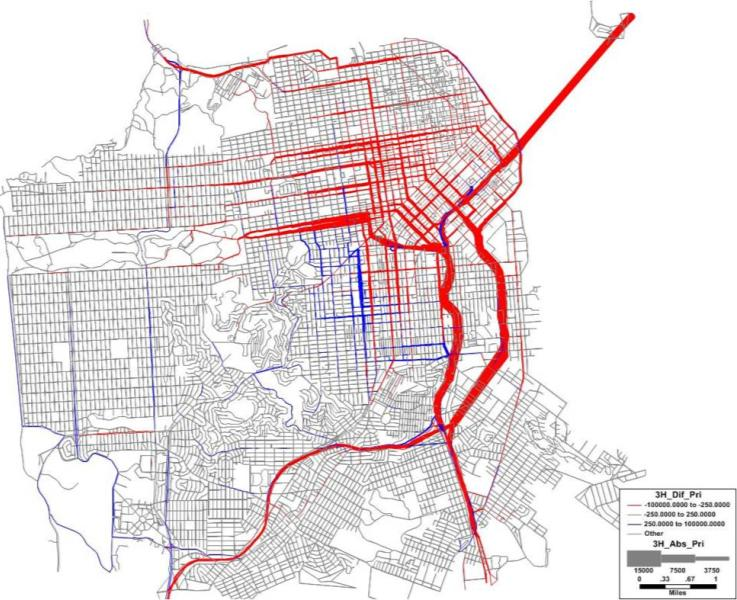 3H_Dif_Pri
-100000.0000 to -250.0000
-250.0000 to 250.0000
250.0000 to 100000.0000
Other
3H_Abs_Pri
15000 7500 3750
0 .33 .67 1
Miles